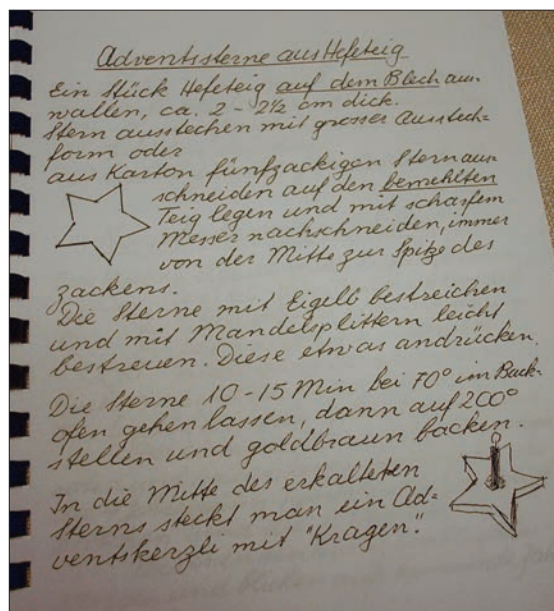 Adventssterne aus Hefeteig
Ein Stück Hefeteig auf dem Blech aus-
wallen, ca. 2 - 2½ cm dick.
Stern ausstechen mit grosser Ausstech-
form oder
aus Karton fünfzackigen Stern aus-
schneiden auf den bemehlten
Teig legen und mit scharfem
Messer nachschneiden, immer
von der Mitte zur Spitze des
zackens.
Die Sterne mit Eigelb bestreichen
und mit Mandelsplittern leicht
bestreuen. Diese etwas andrücken.
Die Sterne 10-15 Min bei 70° im Back-
ofen gehen lassen, dann auf 200°
stellen und goldbraun backen.
In die Mitte des erkalteten
Sterns steckt man ein Ad-
ventskerzli mit "Kragen".